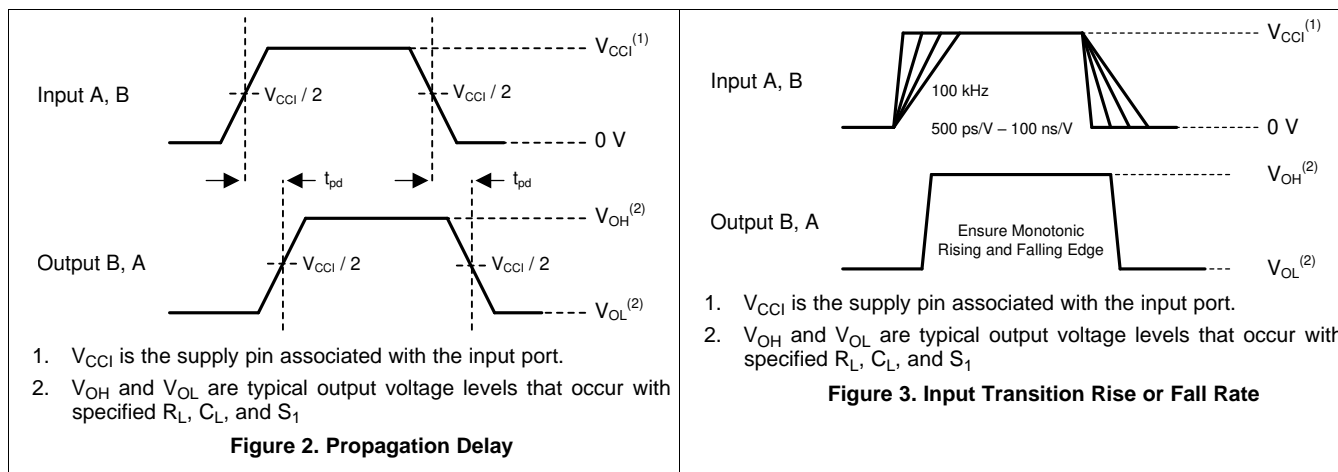 V_CCI^(1)
Input A, B
V_CCI / 2
V_CCI / 2
0 V
t_pd
t_pd
V_OH^(2)
Output B, A
V_CCI / 2
V_CCI / 2
V_OL^(2)
1. V_CCI is the supply pin associated with the input port.
2. V_OH and V_OL are typical output voltage levels that occur with
specified R_L, C_L, and S_1
Figure 2. Propagation Delay
V_CCI^(1)
Input A, B
100 kHz
500 ps/V – 100 ns/V
0 V
V_OH^(2)
Output B, A
Ensure Monotonic
Rising and Falling Edge
V_OL^(2)
1. V_CCI is the supply pin associated with the input port.
2. V_OH and V_OL are typical output voltage levels that occur with
specified R_L, C_L, and S_1
Figure 3. Input Transition Rise or Fall Rate